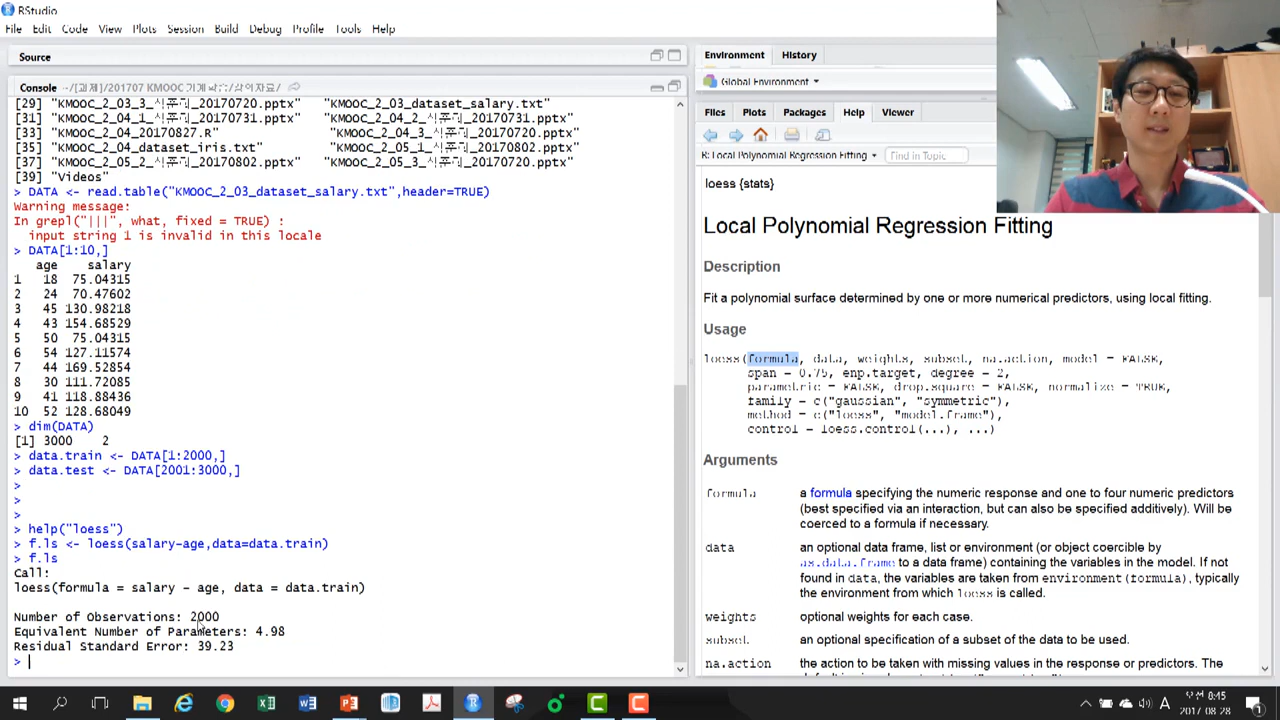 RStudio
File Edit Code View Plots Session Build Debug Profile Tools Help
Source
Console
[29] "KMOOC_2_03_3_식준의_20170720.pptx" "KMOOC_2_03_dataset_salary.txt"
[31] "KMOOC_2_04_1_식준의_20170731.pptx" "KMOOC_2_04_2_식준의_20170731.pptx"
[33] "KMOOC_2_04_20170827.R" "KMOOC_2_04_3_식준의_20170720.pptx"
[35] "KMOOC_2_04_dataset_iris.txt" "KMOOC_2_05_1_식준의_20170802.pptx"
[37] "KMOOC_2_05_2_식준의_20170802.pptx" "KMOOC_2_05_3_식준의_20170720.pptx"
[39] "Videos"
> DATA <- read.table("KMOOC_2_03_dataset_salary.txt",header=TRUE)
Warning message:
In grepl("|||", what, fixed = TRUE) :
input string 1 is invalid in this locale
> DATA[1:10,]
age salary
1 18 75.04315
2 24 70.47602
3 45 130.98218
4 43 154.68529
5 50 75.04315
6 54 127.11574
7 44 169.52854
8 30 111.72085
9 41 118.88436
10 52 128.68049
> dim(DATA)
[1] 3000 2
> data.train <- DATA[1:2000,]
> data.test <- DATA[2001:3000,]
>
>
>
> help("loess")
> f.ls <- loess(salary~age,data=data.train)
> f.ls
Call:
loess(formula = salary ~ age, data = data.train)
Number of Observations: 2000
Equivalent Number of Parameters: 4.98
Residual Standard Error: 39.23
>
Environment History
Global Environment
Files Plots Packages Help Viewer
R: Local Polynomial Regression Fitting Find in Topic
loess {stats}
Local Polynomial Regression Fitting
Description
Fit a polynomial surface determined by one or more numerical predictors, using local fitting.
Usage
loess(formula, data, weights, subset, na.action, model = FALSE,
span = 0.75, enp.target, degree = 2,
parametric = FALSE, drop.square = FALSE, normalize = TRUE,
family = c("gaussian", "symmetric"),
method = c("loess", "model.frame"),
control = loess.control(...), ...)
Arguments
formula a formula specifying the numeric response and one to four numeric predictors
(best specified via an interaction, but can also be specified additively). Will be
coerced to a formula if necessary.
data an optional data frame, list or environment (or object coercible by
as.data.frame to a data frame) containing the variables in the model. If not
found in data, the variables are taken from environment(formula), typically
the environment from which loess is called.
weights optional weights for each case.
subset an optional specification of a subset of the data to be used.
na.action the action to be taken with missing values in the response or predictors. The
A 오전 8:45
2017-08-28